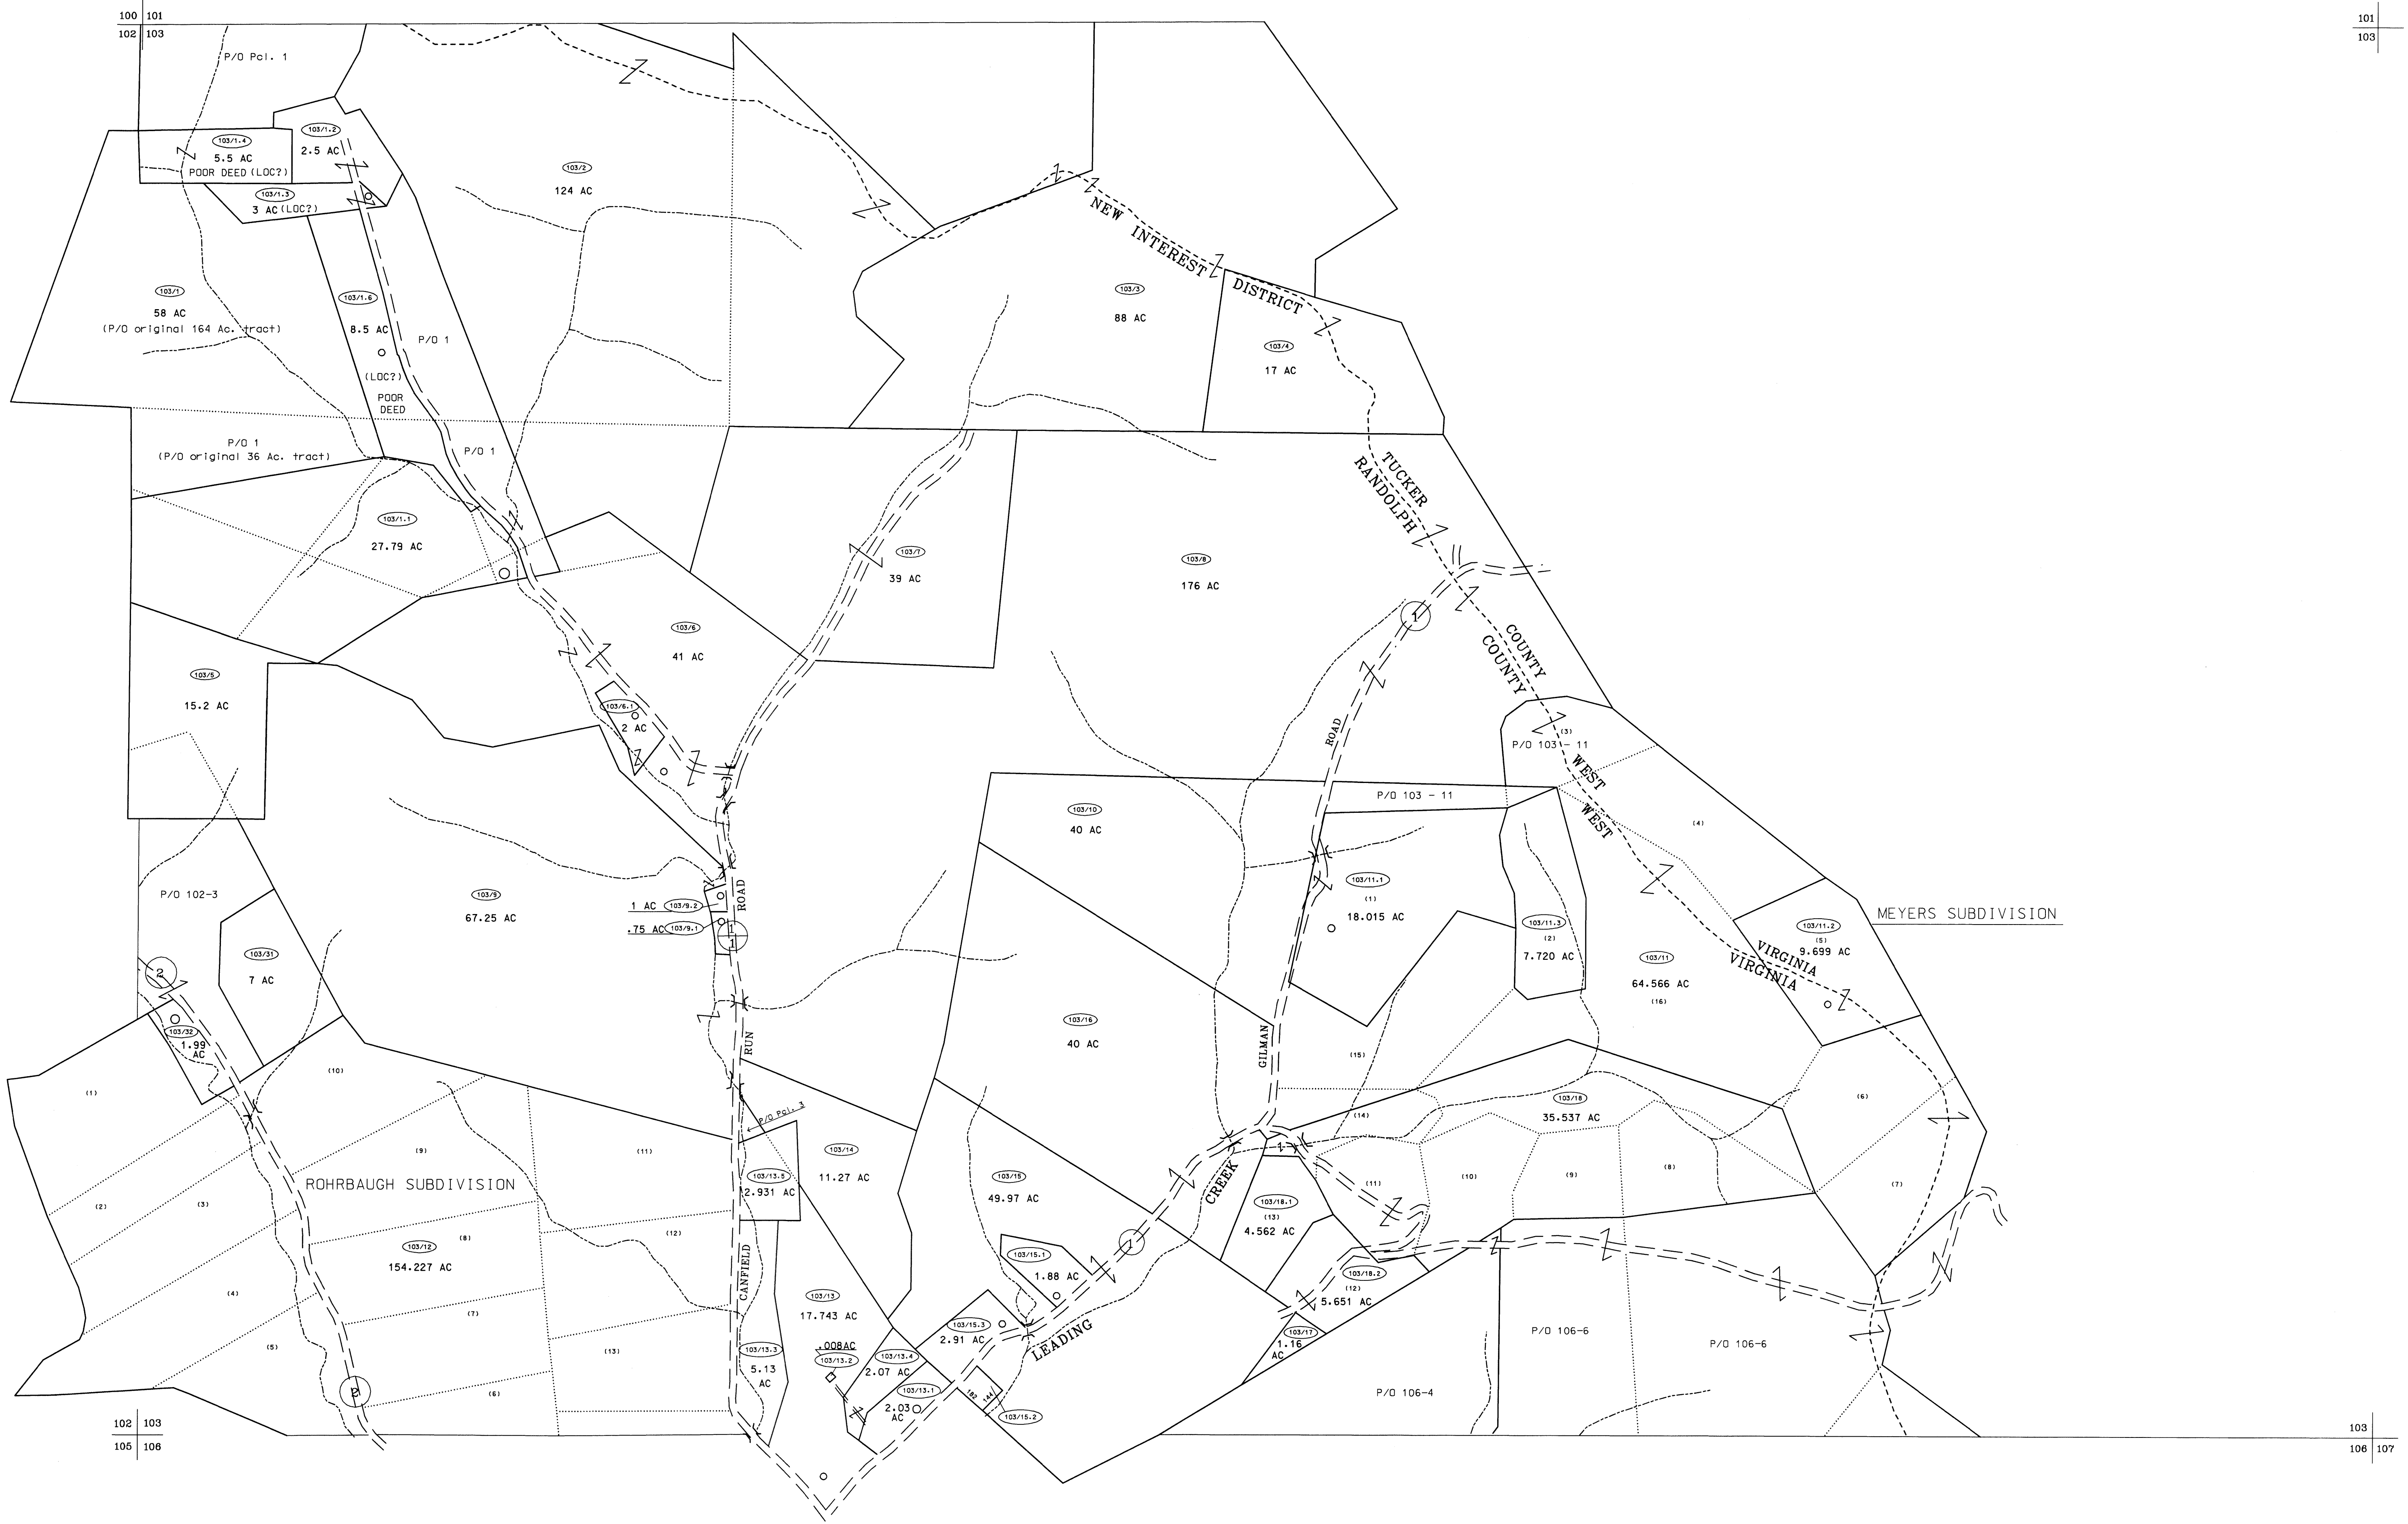 100 101
102 103
101
103
P/O Pcl. 1
103/1.2
2.5 AC
103/1.4
5.5 AC
POOR DEED (LOC?)
103/1.3
3 AC (LOC?)
103/2
124 AC
NEW INTEREST DISTRICT
103/1
58 AC
(P/O original 164 Ac. tract)
103/1.6
8.5 AC
(LOC?)
POOR
DEED
P/O 1
103/3
88 AC
103/4
17 AC
P/O 1
(P/O original 36 Ac. tract)
P/O 1
TUCKER
RANDOLPH
103/1.1
27.79 AC
103/7
39 AC
103/8
176 AC
1
103/6
41 AC
COUNTY
COUNTY
103/5
15.2 AC
103/6.1
2 AC
ROAD
(3)
P/O 103 - 11
WEST
WEST
P/O 103 - 11
103/10
40 AC
(4)
P/O 102-3
103/9
67.25 AC
1 AC 103/9.2
.75 AC 103/9.1
ROAD
1
1
103/11.1
(1)
18.015 AC
103/11.3
(2)
7.720 AC
103/11
64.566 AC
(16)
103/11.2
(5)
9.699 AC
VIRGINIA
VIRGINIA
MEYERS SUBDIVISION
2
103/31
7 AC
103/32
1.99
AC
103/16
40 AC
RUN
GILMAN
(15)
(1)
(10)
P/O Pcl. 3
103/18
35.537 AC
(14)
(6)
(9)
(11)
103/14
11.27 AC
ROHRBAUGH SUBDIVISION
103/13.5
2.931 AC
103/15
49.97 AC
CREEK
(11)
(10)
(9)
(8)
(7)
(2)
(3)
103/18.1
(13)
4.562 AC
103/12
(8)
154.227 AC
(12)
1
103/15.1
1.88 AC
CANFIELD
103/18.2
(12)
5.651 AC
(4)
(7)
103/13
17.743 AC
103/15.3
2.91 AC
LEADING
103/17
1.16
AC
P/O 106-6
P/O 106-6
(5)
(13)
.008AC
103/13.2
103/13.3
5.13
AC
103/13.4
2.07 AC
103/13.1
2.03
AC
182
144
103/15.2
P/O 106-4
2
(6)
102 103
105 106
103
106 107